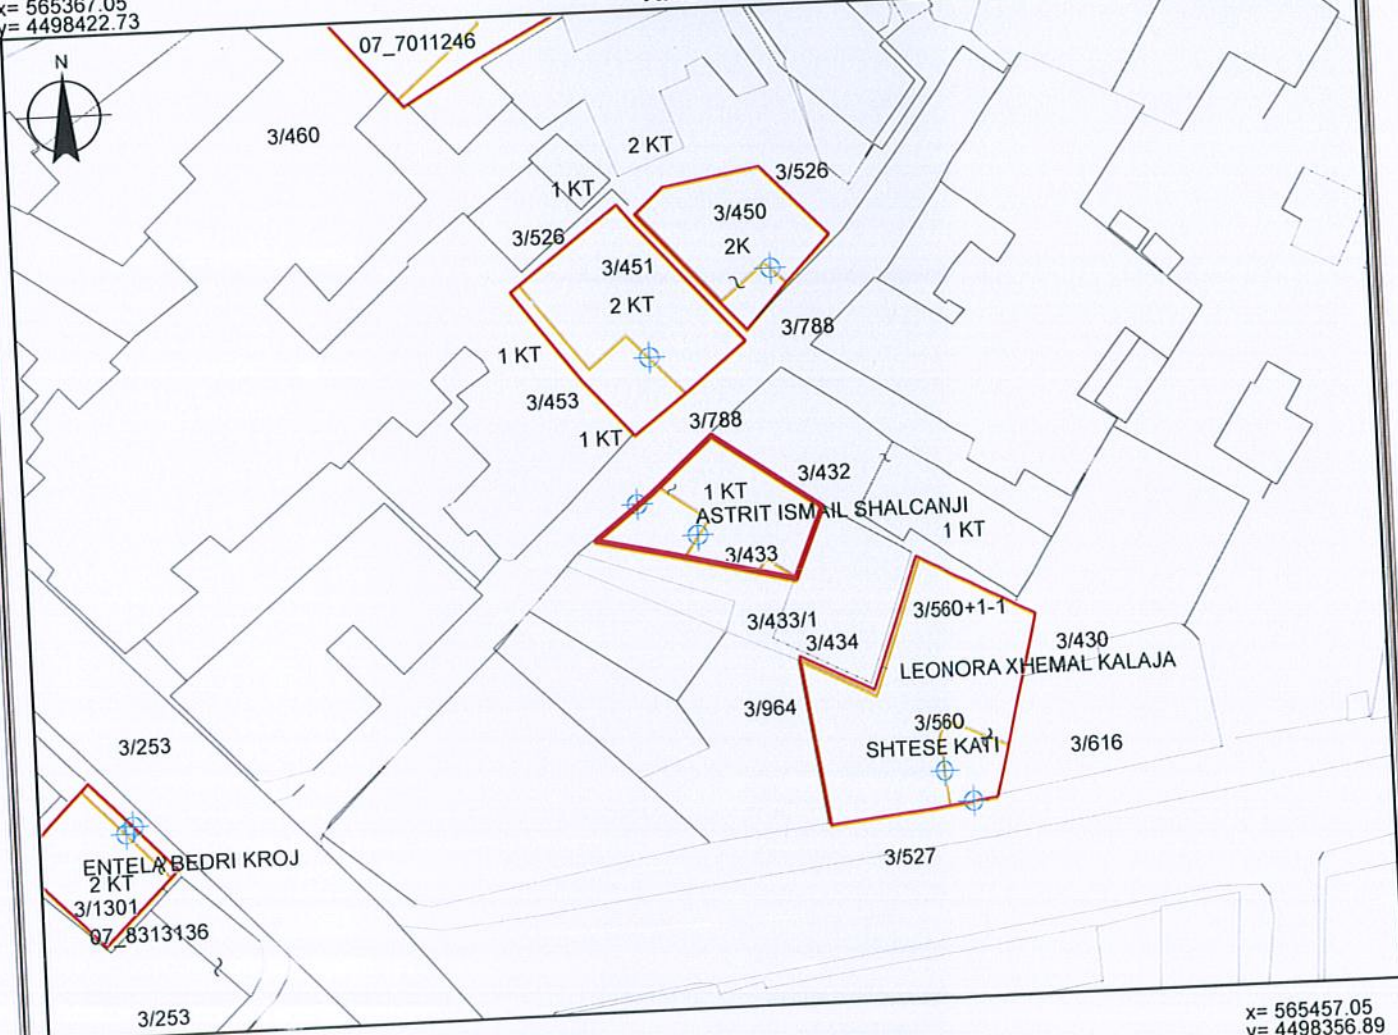 x= 565367.05
y= 4498422.73
N
07_7011246
3/460
2 KT
1 KT
3/526
3/450
2K
3/526
3/451
2 KT
3/788
1 KT
3/453
1 KT
3/788
3/432
1 KT
ASTRIT ISMAIL SHALCANJI
1 KT
3/433
3/560+1-1
3/433/1
3/434
3/430
LEONORA XHEMAL KALAJA
3/964
3/560
SHTESE KATI
3/616
3/253
3/527
ENTELA BEDRI KROJ
2 KT
3/1301
07_8313136
3/253
x= 565457.05
y= 4498356.89